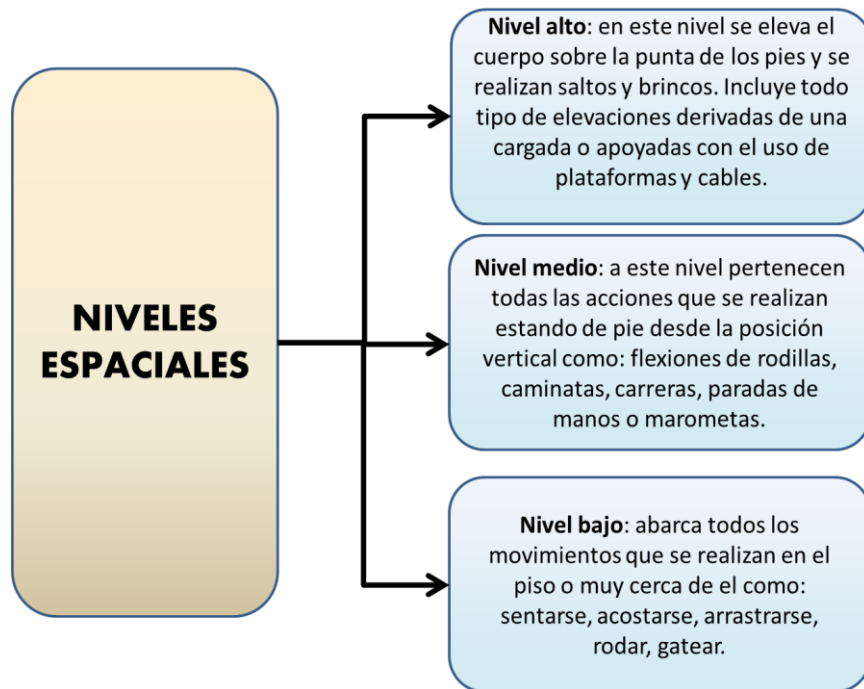 NIVELES
ESPACIALES
Nivel alto: en este nivel se eleva el
cuerpo sobre la punta de los pies y se
realizan saltos y brincos. Incluye todo
tipo de elevaciones derivadas de una
cargada o apoyadas con el uso de
plataformas y cables.
Nivel medio: a este nivel pertenecen
todas las acciones que se realizan
estando de pie desde la posición
vertical como: flexiones de rodillas,
caminatas, carreras, paradas de
manos o marometas.
Nivel bajo: abarca todos los
movimientos que se realizan en el
piso o muy cerca de el como:
sentarse, acostarse, arrastrarse,
rodar, gatear.